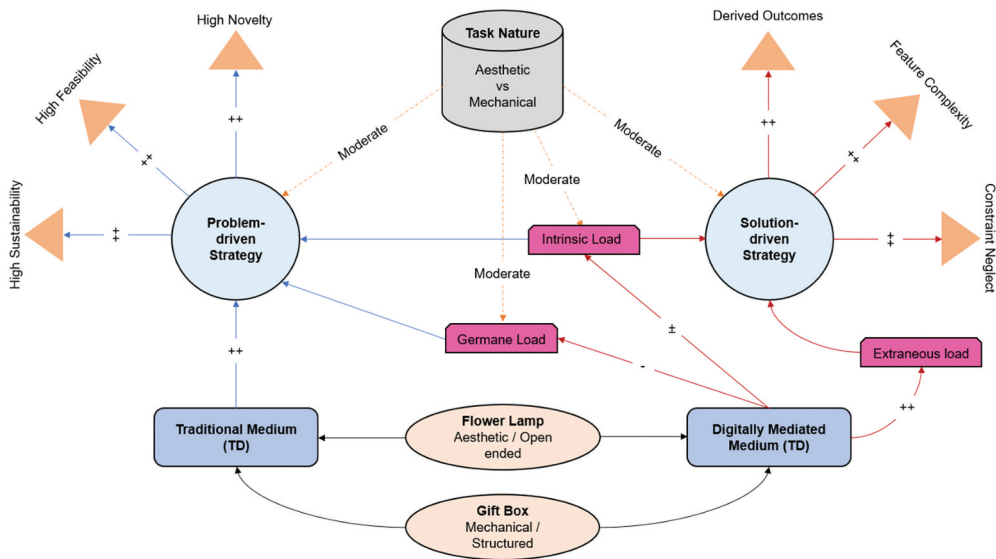 High Novelty
Task Nature
Aesthetic
vs
Mechanical
Derived Outcomes
High Feasibility
Feature Complexity
++
++
++
++
Moderate
Moderate
Moderate
High Sustainability
++
Problem-
driven
Strategy
Intrinsic Load
Solution-
driven
Strategy
++
Constraint Neglect
Moderate
Germane Load
±
Extraneous load
++
-
++
Traditional Medium
(TD)
Flower Lamp
Aesthetic / Open
ended
Digitally Mediated
Medium (TD)
Gift Box
Mechanical /
Structured